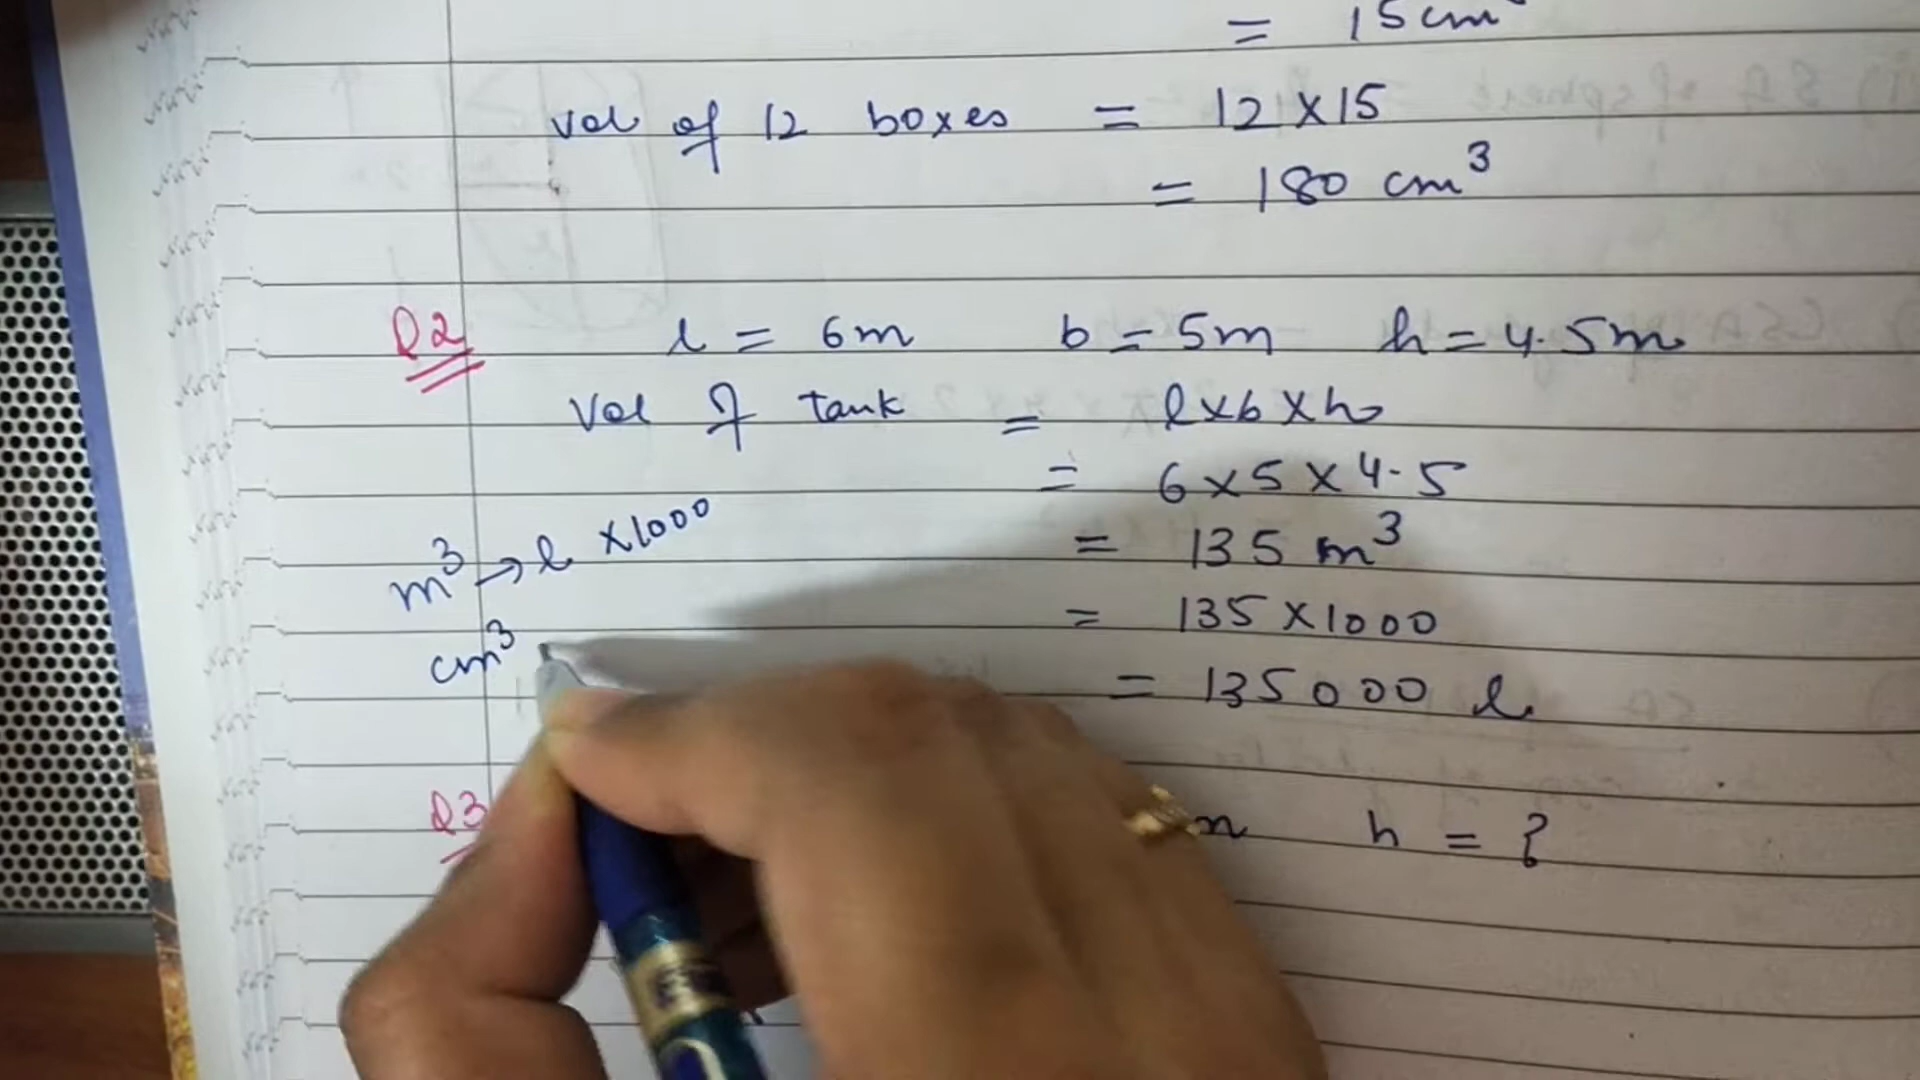 = 15 cm
vol of 12 boxes = 12 x 15
= 180 cm³
Q2 l = 6m b = 5m h = 4.5m
Vol of tank = l x b x h
= 6 x 5 x 4.5
= 135 m³
m³ → l x1000
= 135 x 1000
cm³
= 135000 l
Q3 h = ?